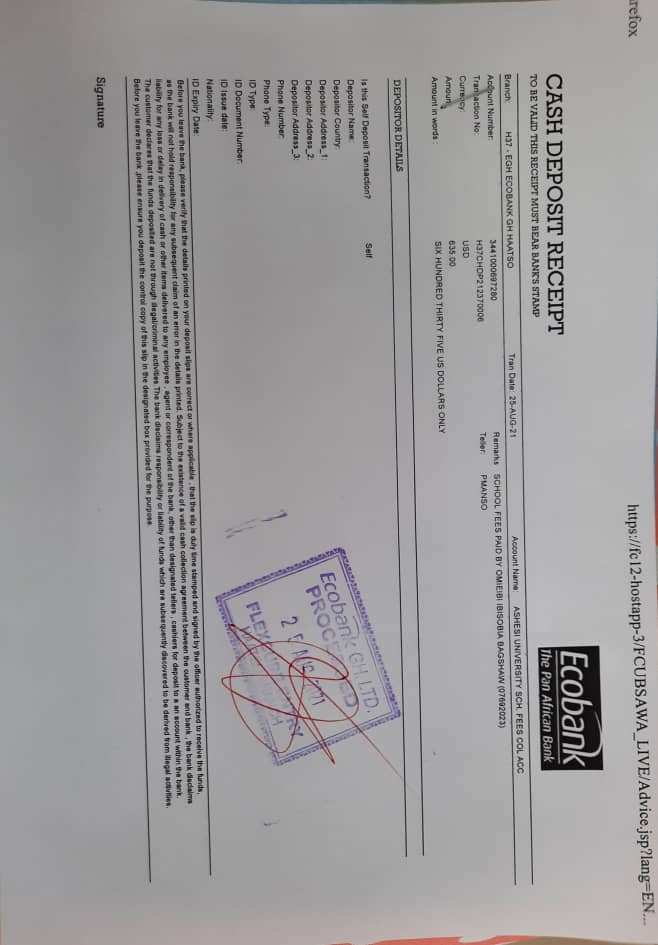 refox
https://fc12-hostapp-3/FCUBSAWA_LIVE/Advice.jsp?lang=EN...
Ecobank
The Pan African Bank
CASH DEPOSIT RECEIPT
TO BE VALID THIS RECEIPT MUST BEAR BANK'S STAMP
Branch: H37 - EGH ECOBANK GH HAATSO Tran Date: 25-AUG-21 Account Name: ASHESI UNIVERSITY SCH. FEES COL ACC
Account Number: 3441000697280 Remarks SCHOOL FEES PAID BY OMIEIBI IBISOBIA BAGSHAW (07692023)
Transaction No: H37CHDP212370006 Teller: PMANSO
Currency: USD
Amount 635.00
Amount in words : SIX HUNDRED THIRTY FIVE US DOLLARS ONLY
DEPOSITOR DETAILS
Is this Self Deposit Transaction? Self
Depositor Name:
Depositor Country:
Depositor Address_1:
Depositor Address_2:
Depositor Address_3:
Phone Number:
Phone Type:
ID Type:
ID Document Number:
ID Issue date:
Nationality:
ID Expiry Date:
Ecobank GH. LTD.
PROCESSED
25 AUG 2021
Before you leave the bank, please verify that the details printed on your deposit slips are correct or where applicable , that the slip is duly time stamped and signed by the officer authorized to receive the funds,
as the bank will not hold responsibility for any subsequent claim of an error in the details printed. Subject to the existence of a valid cash collection agreement between the customer and bank , the bank disclaims
liability for any loss or delay in delivery of cash or other items delivered to any employee , agent or correspondent of the bank, other than designated tellers , cashiers for deposit to a an account within the bank.
The customer declares that the funds deposited are not through illegal/criminal activities.The bank disclaims responsibility or liability of funds which are subsequently discovered to be derived from illegal activities.
Before you leave the bank ,please ensure you deposit the control copy of this slip in the designated box provided for the purpose.
Signature